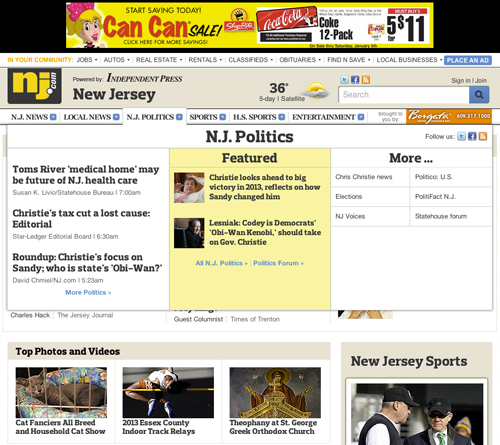 START SAVING TODAY!
Can Can SALE!
CLICK HERE FOR MORE SAVINGS!
ShopRite
Coca-Cola
Coke
12-Pack
On Sale thru Saturday, January 5th
MUST BUY 3
5 $11
IN YOUR COMMUNITY: JOBS AUTOS REAL ESTATE RENTALS CLASSIFIEDS OBITUARIES FIND N SAVE LOCAL BUSINESSES PLACE AN AD
nj.com
Powered by: INDEPENDENT PRESS
New Jersey
36°
5-day | Satellite
Sign in | Join
Search
N.J. NEWS LOCAL NEWS N.J. POLITICS SPORTS H.S. SPORTS ENTERTAINMENT
brought to you by: Borgata 609.317.1000
N.J. Politics
Follow us:
Toms River 'medical home' may
be future of N.J. health care
Susan K. Livio/Statehouse Bureau | 7:00am
Christie's tax cut a lost cause:
Editorial
Star-Ledger Editorial Board | 6:30am
Roundup: Christie's focus on
Sandy; who is state's 'Obi-Wan?'
David Chmiel/NJ.com | 5:23am
More Politics »
Featured
Christie looks ahead to big
victory in 2013, reflects on how
Sandy changed him
Lesniak: Codey is Democrats'
'Obi-Wan Kenobi,' should take
on Gov. Christie
All N.J. Politics » Politics Forum »
More ...
Chris Christie news Politico: U.S.
Elections PolitiFact N.J.
NJ Voices Statehouse forum
Charles Hack | The Jersey Journal
Guest Columnist | Times of Trenton
Top Photos and Videos
Cat Fanciers All Breed
and Household Cat Show
2013 Essex County
Indoor Track Relays
Theophany at St. George
Greek Orthodox Church
New Jersey Sports